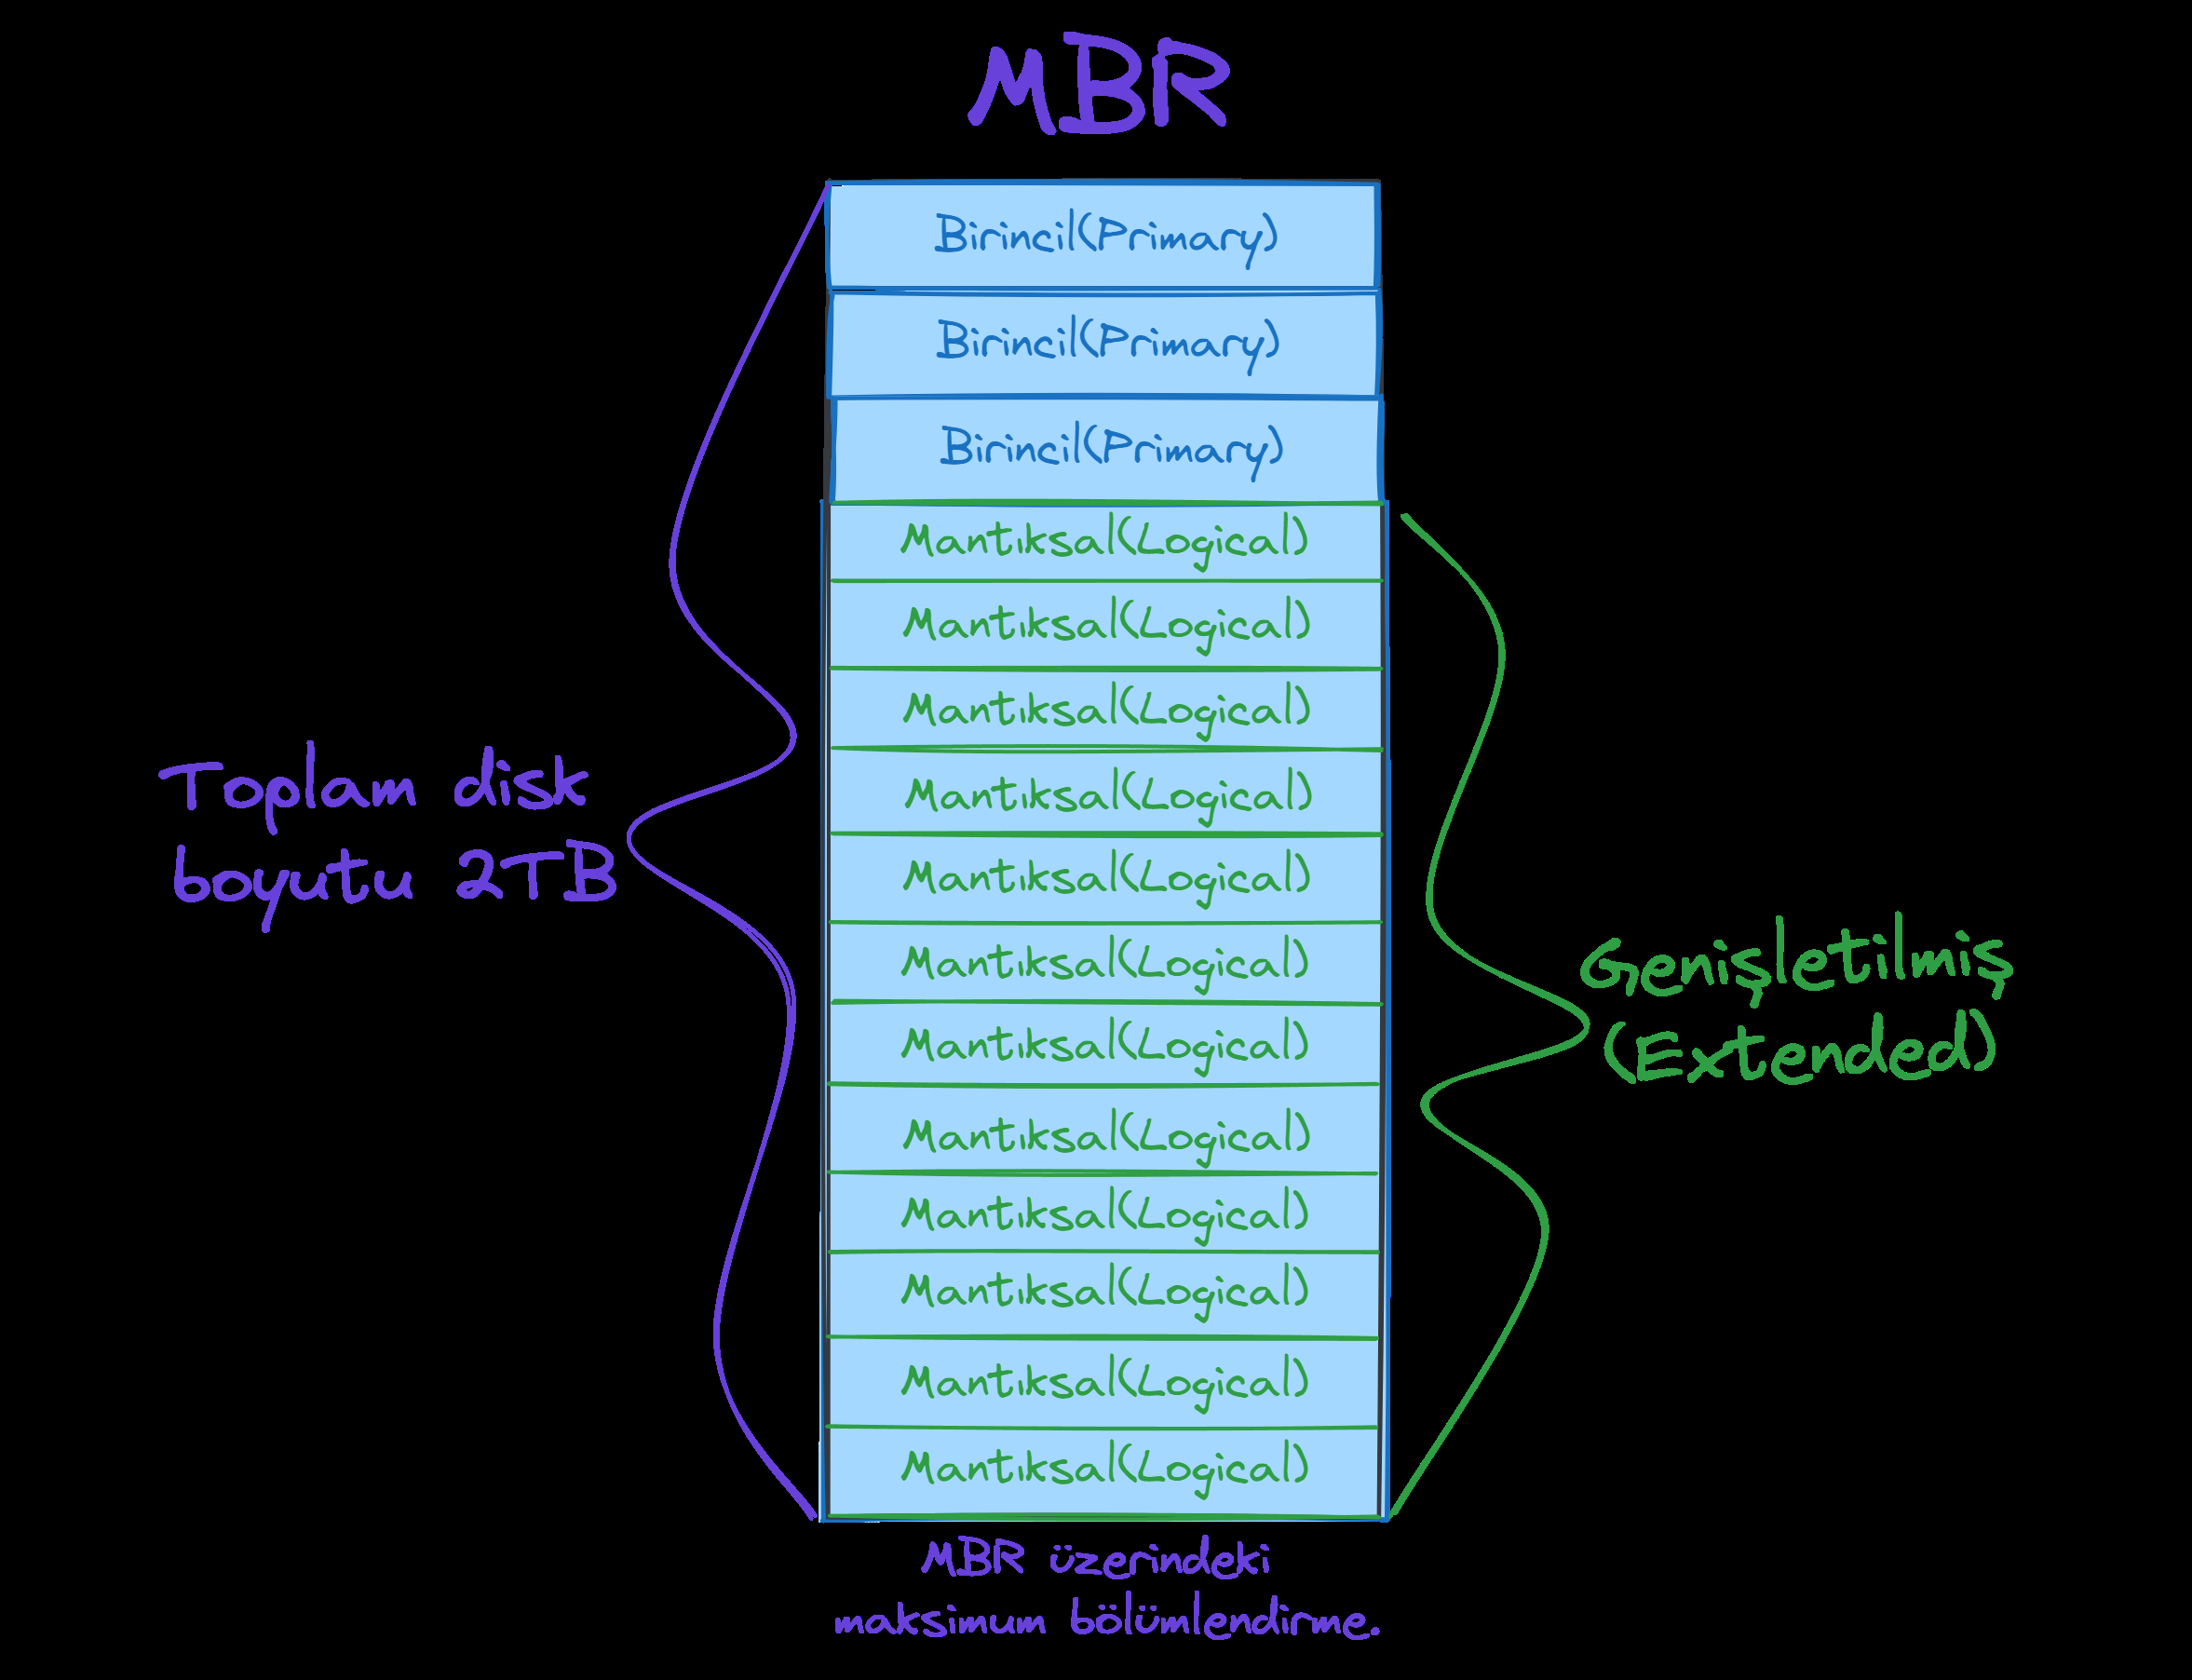 MBR
Birincil(Primary)
Birincil(Primary)
Birincil(Primary)
Mantıksal(Logical)
Mantıksal(Logical)
Mantıksal(Logical)
Mantıksal(Logical)
Mantıksal(Logical)
Mantıksal(Logical)
Mantıksal(Logical)
Mantıksal(Logical)
Mantıksal(Logical)
Mantıksal(Logical)
Mantıksal(Logical)
Mantıksal(Logical)
Toplam disk
boyutu 2TB
Genişletilmiş
(Extended)
MBR üzerindeki
maksimum bölümlendirme.